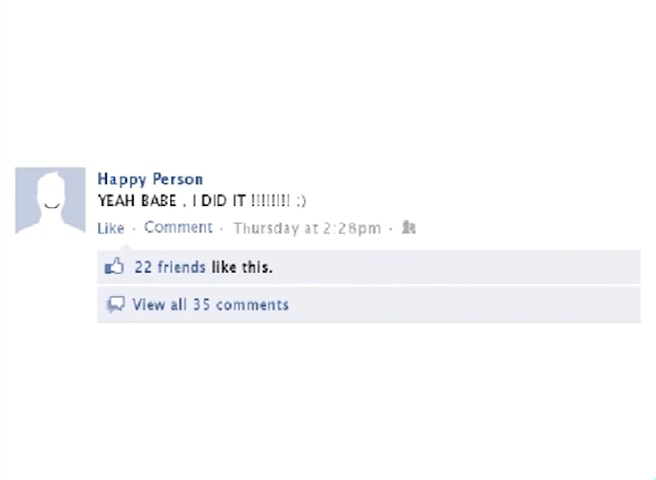 Happy Person
YEAH BABE , I DID IT !!!!!!!! :)
Like · Comment · Thursday at 2:28pm ·
22 friends like this.
View all 35 comments